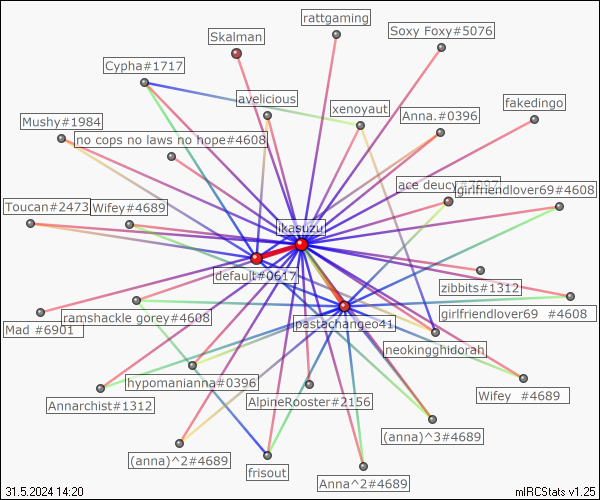 rattgaming
Skalman
Soxy Foxy#5076
Cypha#1717
avelicious
xenoyaut
Anna.#0396
fakedingo
Mushy#1984
no cops no laws no hope#4608
ace deucy#7007
girlfriendlover69#4608
Toucan#2473
Wifey#4689
ikasuzu
default#0617
zibbits#1312
girlfriendlover69 #4608
ramshackle gorey#4608
pastachangeo41
Mad #6901
neokingghidorah
hypomanianna#0396
Wifey #4689
AlpineRooster#2156
Annarchist#1312
(anna)^3#4689
(anna)^2#4689
frisout
Anna^2#4689
31.5.2024 14:20
mIRCStats v1.25